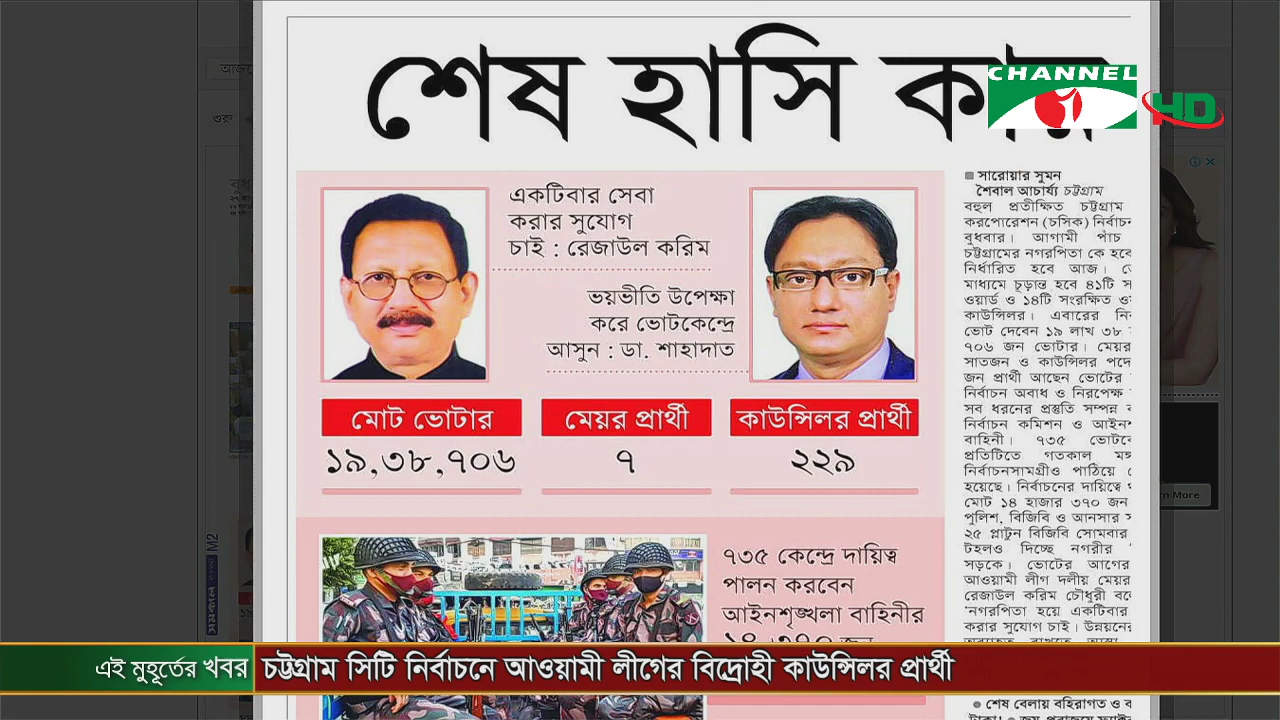 শেষ হাসি কার
CHANNEL
HD
একটিবার সেবা
করার সুযোগ
চাই : রেজাউল করিম
ভয়ভীতি উপেক্ষা
করে ভোটকেন্দ্রে
আসুন : ডা. শাহাদাত
মোট ভোটার
১৯,৩৮,৭০৬
মেয়র প্রার্থী
৭
কাউন্সিলর প্রার্থী
২২৯
৭৩৫ কেন্দ্রে দায়িত্ব
পালন করবেন
আইনশৃঙ্খলা বাহিনীর
১৪,৩৭০ জন
সারোয়ার সুমন
শৈবাল আচার্য্য চট্টগ্রাম
বহুল প্রতীক্ষিত চট্টগ্রাম
করপোরেশন (চসিক) নির্বাচন
বুধবার। আগামী পাঁচ
চট্টগ্রামের নগরপিতা কে হবে
নির্ধারিত হবে আজ।
মাধ্যমে চূড়ান্ত হবে ৪১টি
ওয়ার্ড ও ১৪টি সংরক্ষিত
কাউন্সিলর। এবারের
ভোট দেবেন ১৯ লাখ ৩৮
৭০৬ জন ভোটার। মেয়র
সাতজন ও কাউন্সিলর পদে
জন প্রার্থী আছেন ভোটের
নির্বাচন অবাধ ও নিরপেক্ষ
সব ধরনের প্রস্তুতি সম্পন্ন
নির্বাচন কমিশন ও
বাহিনী। ৭৩৫
প্রতিটিতে গতকাল
নির্বাচনসামগ্রীও পাঠিয়ে
হয়েছে। নির্বাচনের দায়িত্বে
মোট ১৪ হাজার ৩৭০ জন
পুলিশ, বিজিবি ও আনসার
২৫ প্লাটুন বিজিবি সোমবার
টহলও দিচ্ছে নগরীর
সড়কে। ভোটের আগের
আওয়ামী লীগ দলীয় মেয়র
রেজাউল করিম চৌধুরী
'নগরপিতা হয়ে একটিবার
করার সুযোগ চাই। উন্নয়নের
এই মুহূর্তের খবর
চট্টগ্রাম সিটি নির্বাচনে আওয়ামী লীগের বিদ্রোহী কাউন্সিলর প্রার্থী
শেষ বেলায় বহিরাগত ও
M2
সমকাল